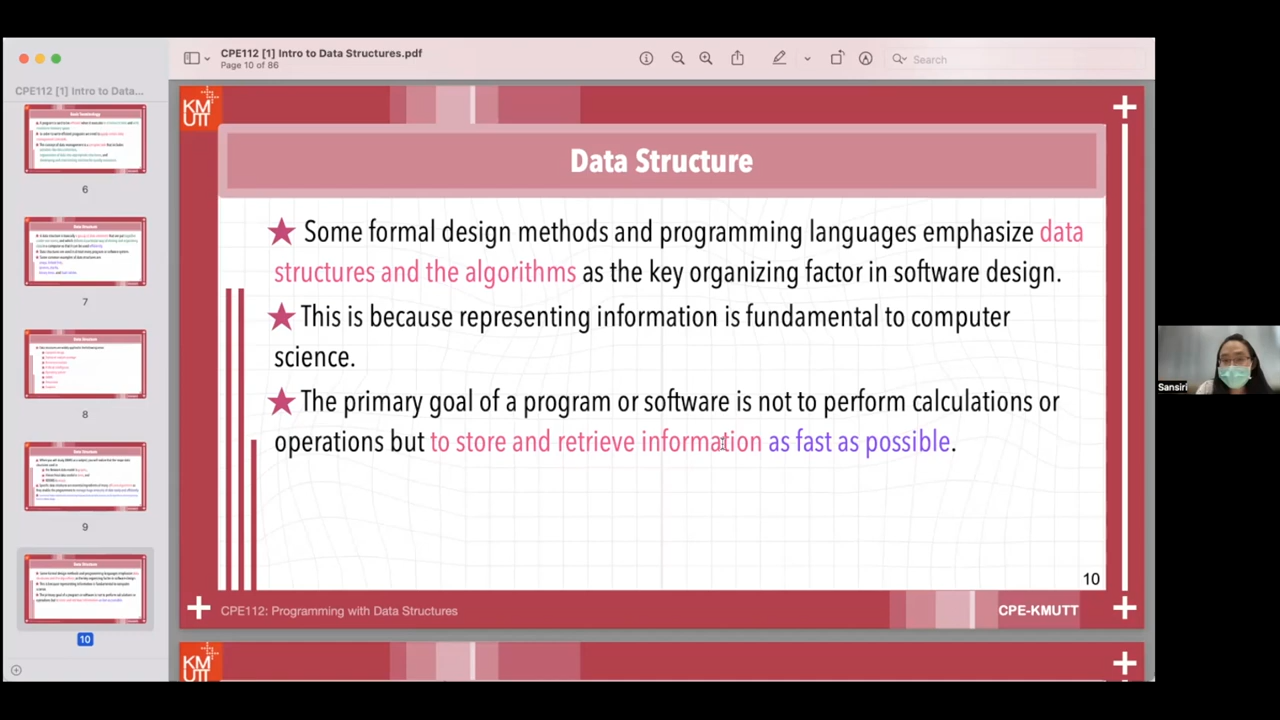 CPE112 [1] Intro to Data Structures.pdf
Page 10 of 86
Search
CPE112 [1] Intro to Data...
6
7
8
9
10
KM
UTT
Data Structure
★ Some formal design methods and programming languages emphasize data
structures and the algorithms as the key organizing factor in software design.
★ This is because representing information is fundamental to computer
science.
★ The primary goal of a program or software is not to perform calculations or
operations but to store and retrieve information as fast as possible.
10
CPE112: Programming with Data Structures
CPE-KMUTT
KM
UTT
Sansiri